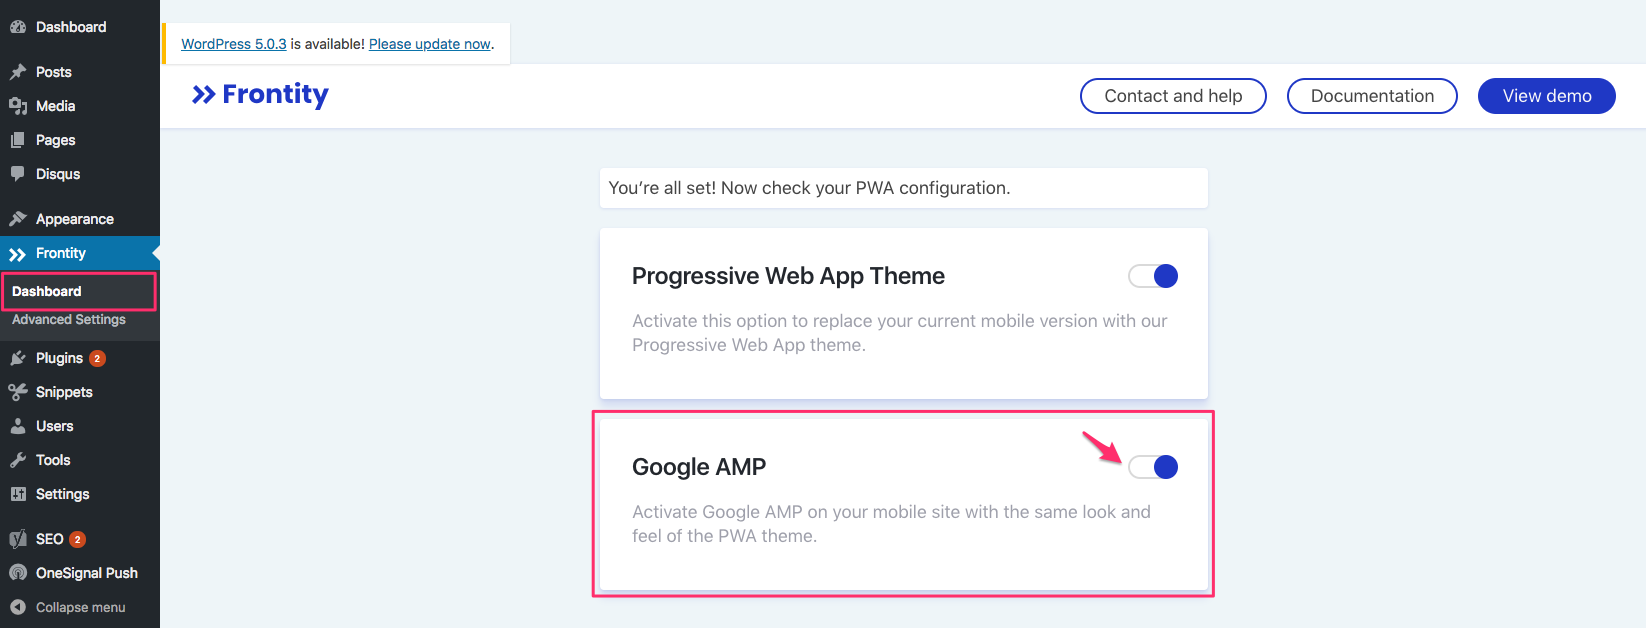 Dashboard
Posts
Media
Pages
Disqus
Appearance
Frontity
Dashboard
Advanced Settings
Plugins 2
Snippets
Users
Tools
Settings
SEO 2
OneSignal Push
Collapse menu
WordPress 5.0.3 is available! Please update now.
Frontity
Contact and help
Documentation
View demo
You're all set! Now check your PWA configuration.
Progressive Web App Theme
Activate this option to replace your current mobile version with our
Progressive Web App theme.
Google AMP
Activate Google AMP on your mobile site with the same look and
feel of the PWA theme.